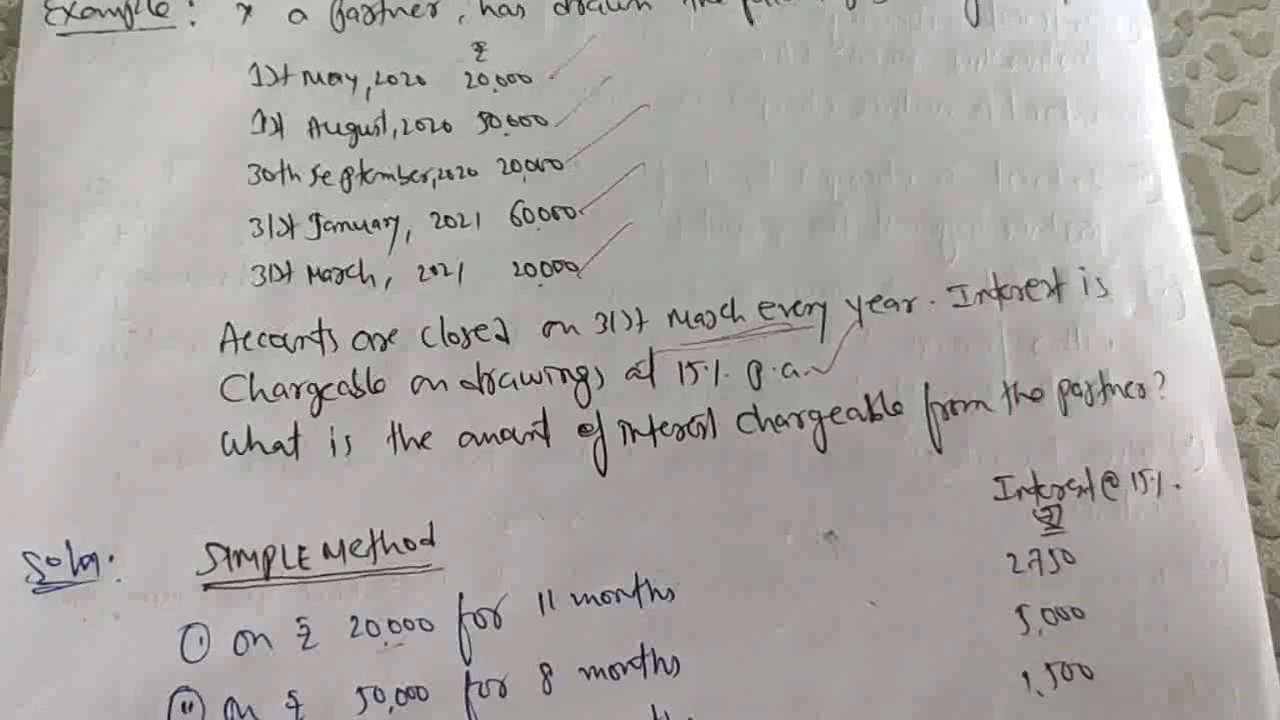 Example: X a partner, has drawn the
₹
1st May, 2020 20,000
1st August, 2020 50,000
30th September, 2020 20,000
31st January, 2021 60,000
31st March, 2021 20,000
Accounts are closed on 31st March every year. Interest is
Chargeable on drawings at 15% p.a.
What is the amount of interest chargeable from the partner?
Interest @ 15%.
₹
Soln: SIMPLE Method
(i) on ₹ 20,000 for 11 months 2750
(ii) on ₹ 50,000 for 8 months 5,000
1,500